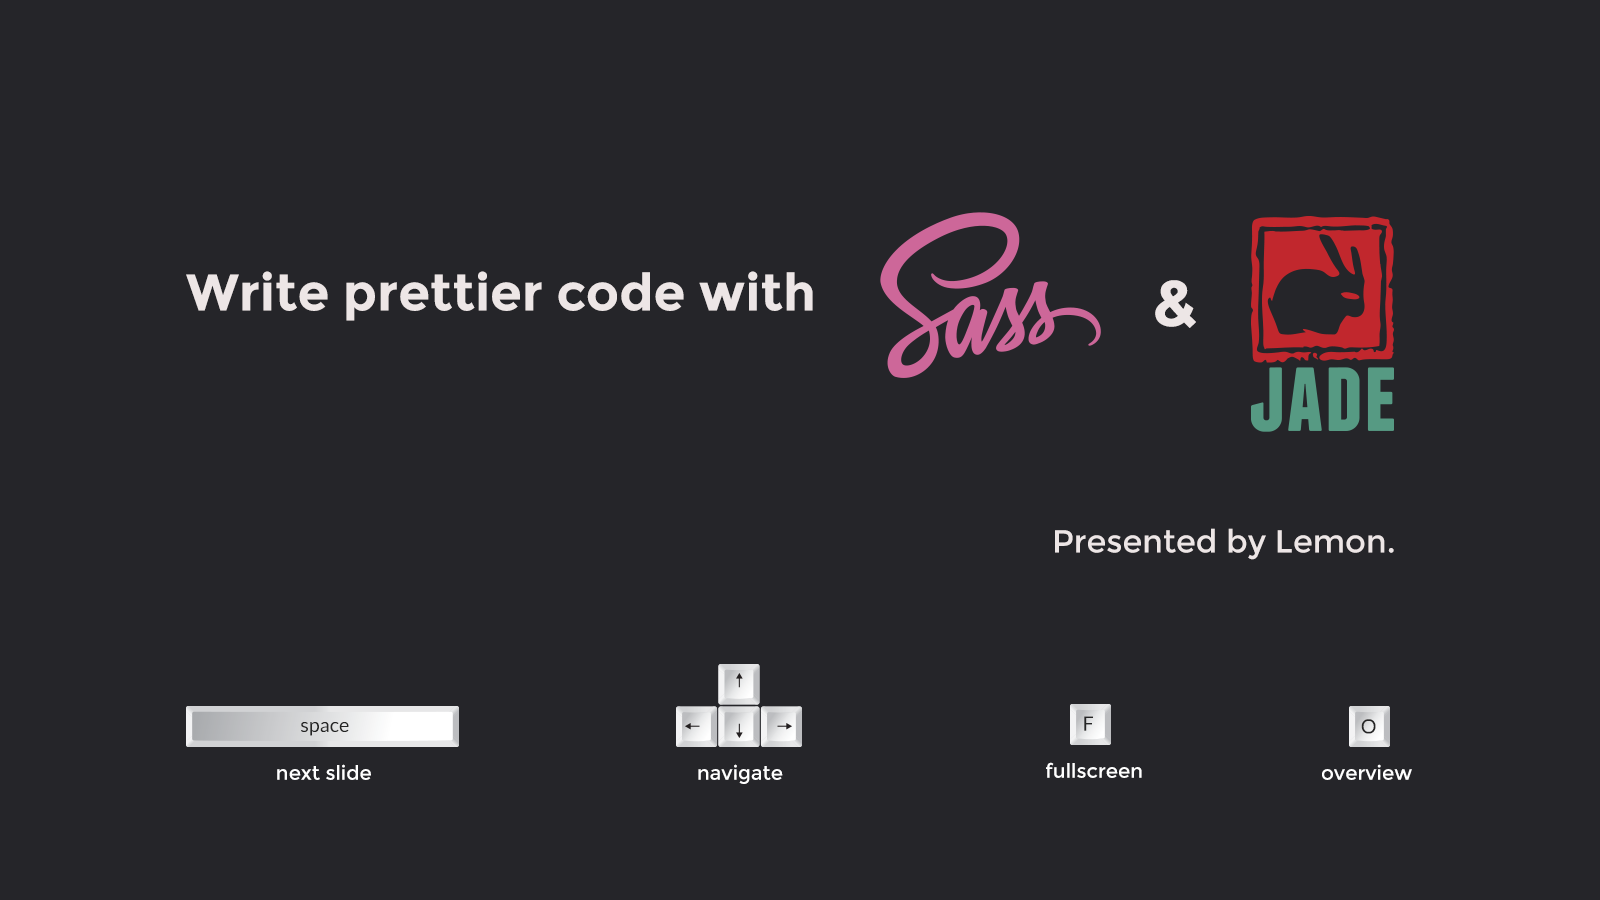 Write prettier code with Sass & JADE
Presented by Lemon.
↑
space ← ↓ → F O
next slide navigate fullscreen overview